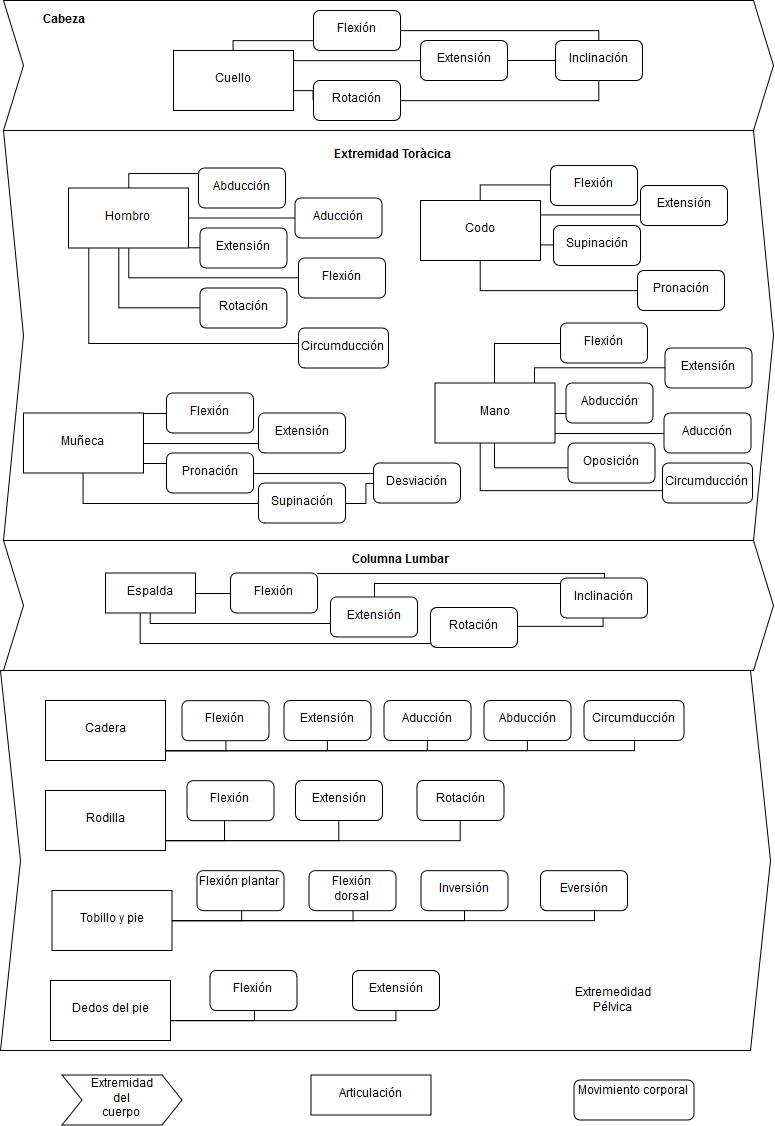 Cabeza
Flexión
Cuello
Extensión
Inclinación
Rotación
Extremidad Toràcica
Hombro
Abducción
Aducción
Extensión
Flexión
Rotación
Circumducción
Codo
Flexión
Extensión
Supinación
Pronación
Muñeca
Flexión
Extensión
Pronación
Supinación
Desviación
Mano
Flexión
Extensión
Abducción
Aducción
Oposición
Circumducción
Columna Lumbar
Espalda
Flexión
Extensión
Rotación
Inclinación
Cadera
Flexión
Extensión
Aducción
Abducción
Circumducción
Rodilla
Flexión
Extensión
Rotación
Tobillo y pie
Flexión plantar
Flexión
dorsal
Inversión
Eversión
Dedos del pie
Flexión
Extensión
Extremedidad
Pélvica
Extremidad
del
cuerpo
Articulación
Movimiento corporal